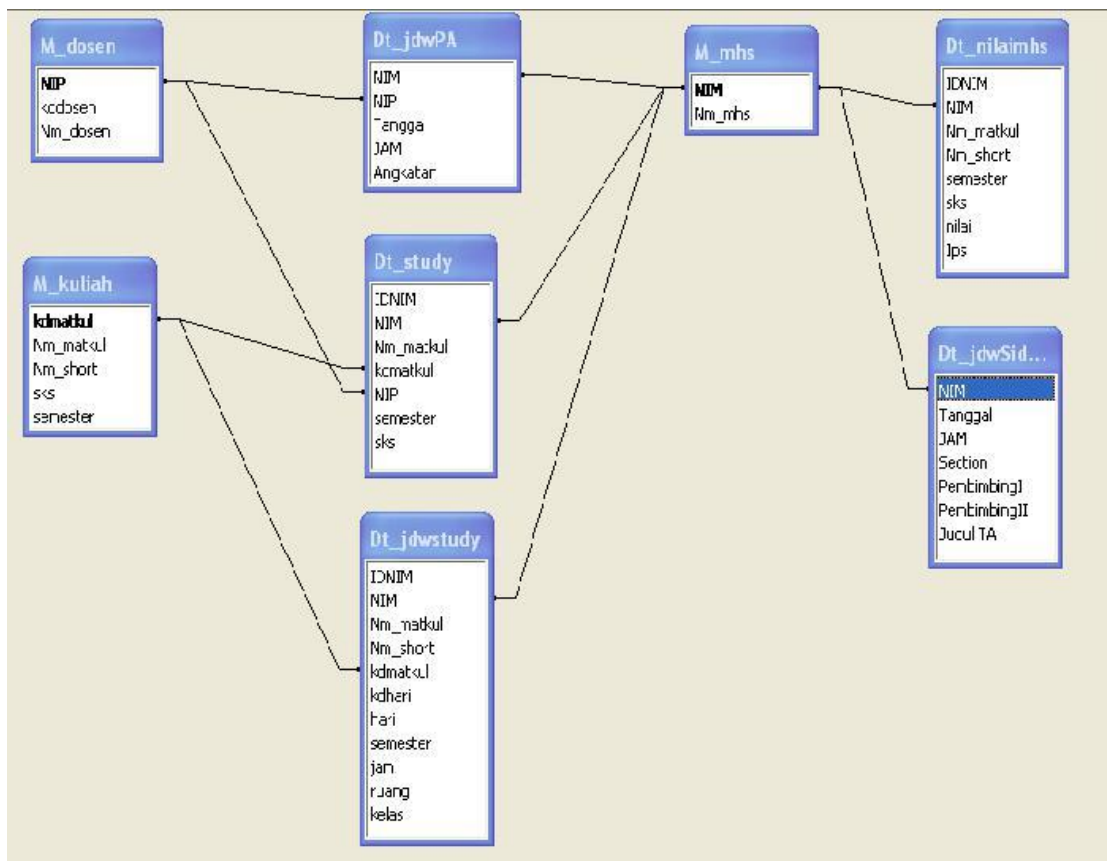 M_dosen
NIP
kddosen
Nm_dosen
Dt_jdwPA
NIM
NIP
Tangga
JAM
Angkatan
M_mhs
NIM
Nm_mhs
Dt_nilaimhs
IDNIM
NIM
Nm_matkul
Nm_short
semester
sks
nilai
Ips
M_kuliah
kdmatkul
Nm_matkul
Nm_short
sks
semester
Dt_study
IDNIM
NIM
Nm_matkul
kdmatkul
NIP
semester
sks
Dt_jdwSid...
NIM
Tanggal
JAM
Section
PembimbingI
PembimbingII
Judul TA
Dt_jdwstudy
IDNIM
NIM
Nm_matkul
Nm_short
kdmatkul
kdhari
hari
semester
jam
ruang
kelas